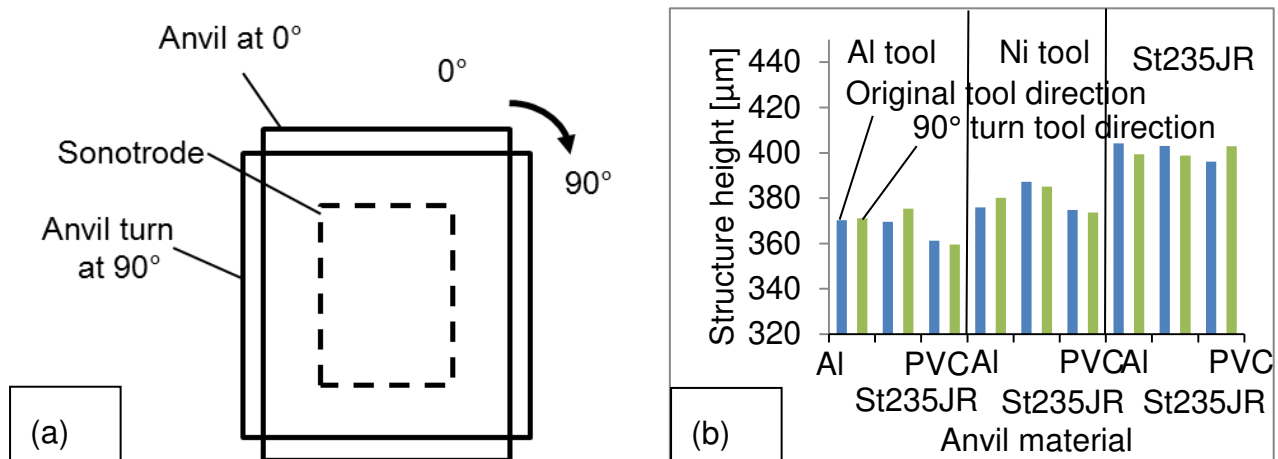 Anvil at 0°
0°
Sonotrode
90°
Anvil turn
at 90°
(a)
Structure height [µm]
440
420
400
380
360
340
320
Al tool
Ni tool
St235JR
Original tool direction
90° turn tool direction
Al
PVC
Al
PVC
Al
PVC
St235JR
St235JR
St235JR
Anvil material
(b)